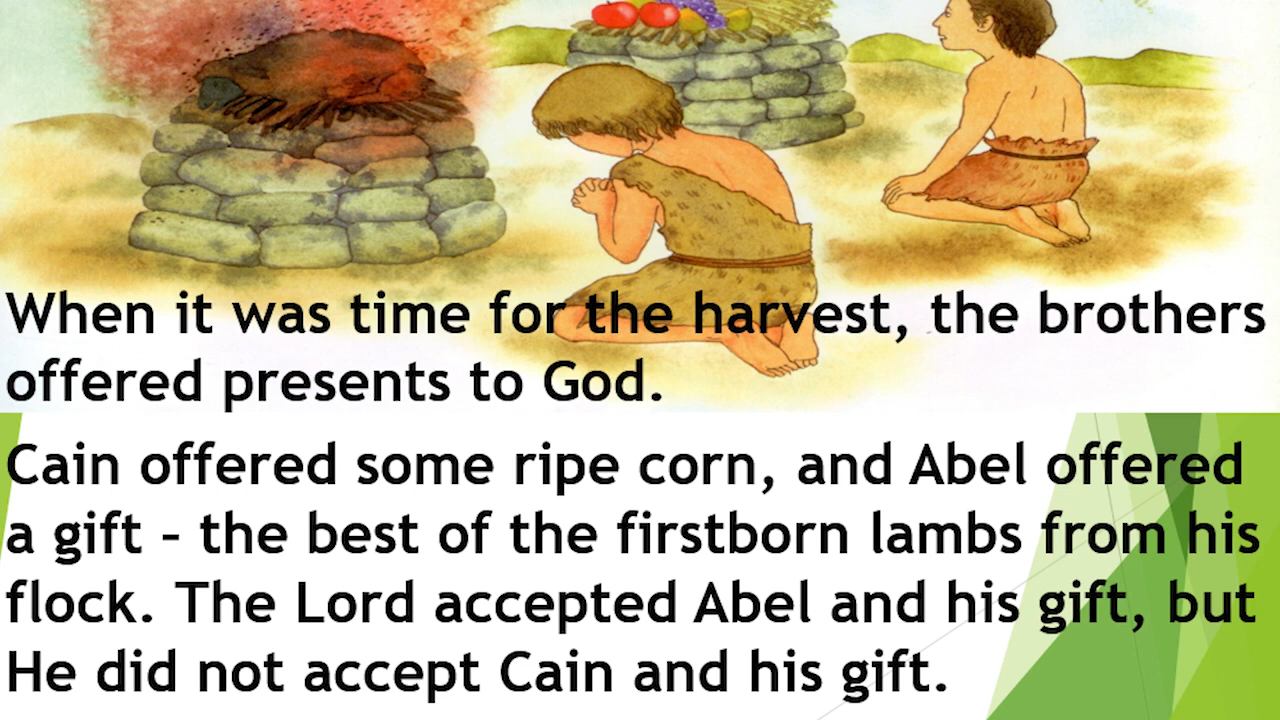 When it was time for the harvest, the brothers
offered presents to God.
Cain offered some ripe corn, and Abel offered
a gift – the best of the firstborn lambs from his
flock. The Lord accepted Abel and his gift, but
He did not accept Cain and his gift.